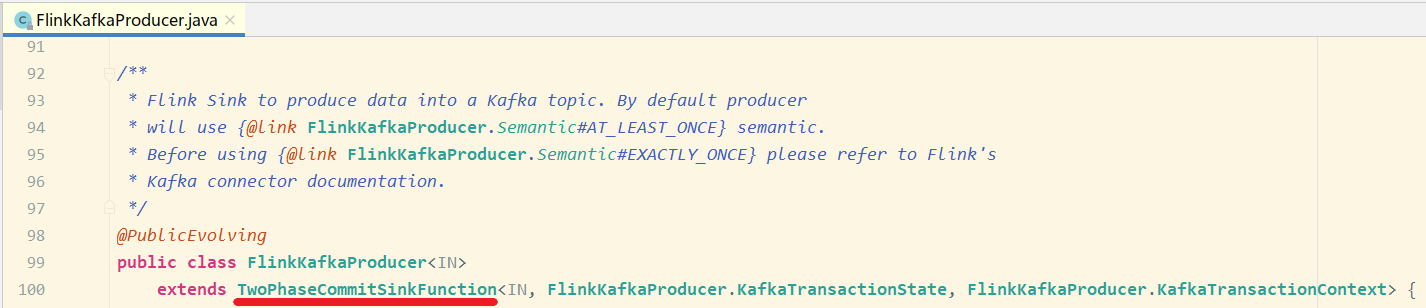 FlinkKafkaProducer.java
91
92 /**
93 * Flink Sink to produce data into a Kafka topic. By default producer
94 * will use {@link FlinkKafkaProducer.Semantic#AT_LEAST_ONCE} semantic.
95 * Before using {@link FlinkKafkaProducer.Semantic#EXACTLY_ONCE} please refer to Flink's
96 * Kafka connector documentation.
97 */
98 @PublicEvolving
99 public class FlinkKafkaProducer<IN>
100 extends TwoPhaseCommitSinkFunction<IN, FlinkKafkaProducer.KafkaTransactionState, FlinkKafkaProducer.KafkaTransactionContext> {